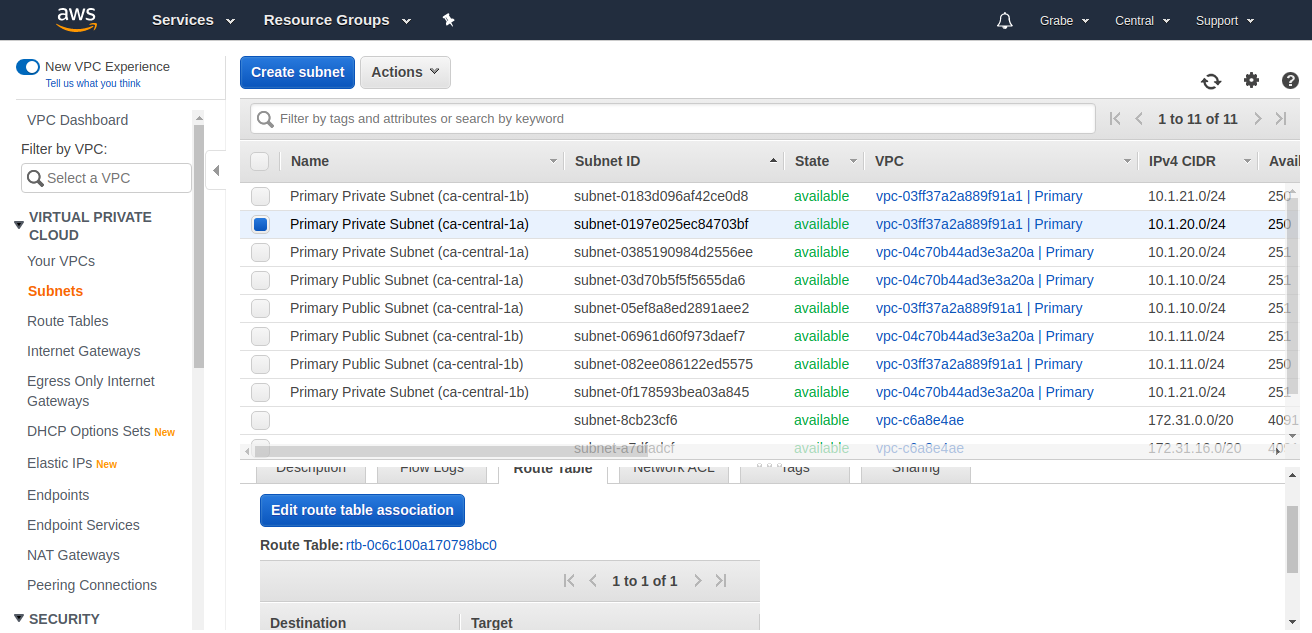 aws Services Resource Groups Grabe Central Support
New VPC Experience
Tell us what you think
Create subnet Actions
Filter by tags and attributes or search by keyword 1 to 11 of 11
VPC Dashboard
Filter by VPC:
Select a VPC
VIRTUAL PRIVATE
CLOUD
Your VPCs
Subnets
Route Tables
Internet Gateways
Egress Only Internet
Gateways
DHCP Options Sets New
Elastic IPs New
Endpoints
Endpoint Services
NAT Gateways
Peering Connections
SECURITY
Name Subnet ID State VPC IPv4 CIDR Avail
Primary Private Subnet (ca-central-1b) subnet-0183d096af42ce0d8 available vpc-03ff37a2a889f91a1 | Primary 10.1.21.0/24 250
Primary Private Subnet (ca-central-1a) subnet-0197e025ec84703bf available vpc-03ff37a2a889f91a1 | Primary 10.1.20.0/24 250
Primary Private Subnet (ca-central-1a) subnet-0385190984d2556ee available vpc-04c70b44ad3e3a20a | Primary 10.1.20.0/24 251
Primary Public Subnet (ca-central-1a) subnet-03d70b5f5f5655da6 available vpc-04c70b44ad3e3a20a | Primary 10.1.10.0/24 251
Primary Public Subnet (ca-central-1a) subnet-05ef8a8ed2891aee2 available vpc-03ff37a2a889f91a1 | Primary 10.1.10.0/24 251
Primary Public Subnet (ca-central-1b) subnet-06961d60f973daef7 available vpc-04c70b44ad3e3a20a | Primary 10.1.11.0/24 251
Primary Public Subnet (ca-central-1b) subnet-082ee086122ed5575 available vpc-03ff37a2a889f91a1 | Primary 10.1.11.0/24 250
Primary Private Subnet (ca-central-1b) subnet-0f178593bea03a845 available vpc-04c70b44ad3e3a20a | Primary 10.1.21.0/24 251
subnet-8cb23cf6 available vpc-c6a8e4ae 172.31.0.0/20 4091
subnet-a7dfadcf available vpc-c6a8e4ae 172.31.16.0/20
Description Flow Logs Route Table Network ACL Tags Sharing
Edit route table association
Route Table: rtb-0c6c100a170798bc0
1 to 1 of 1
Destination Target